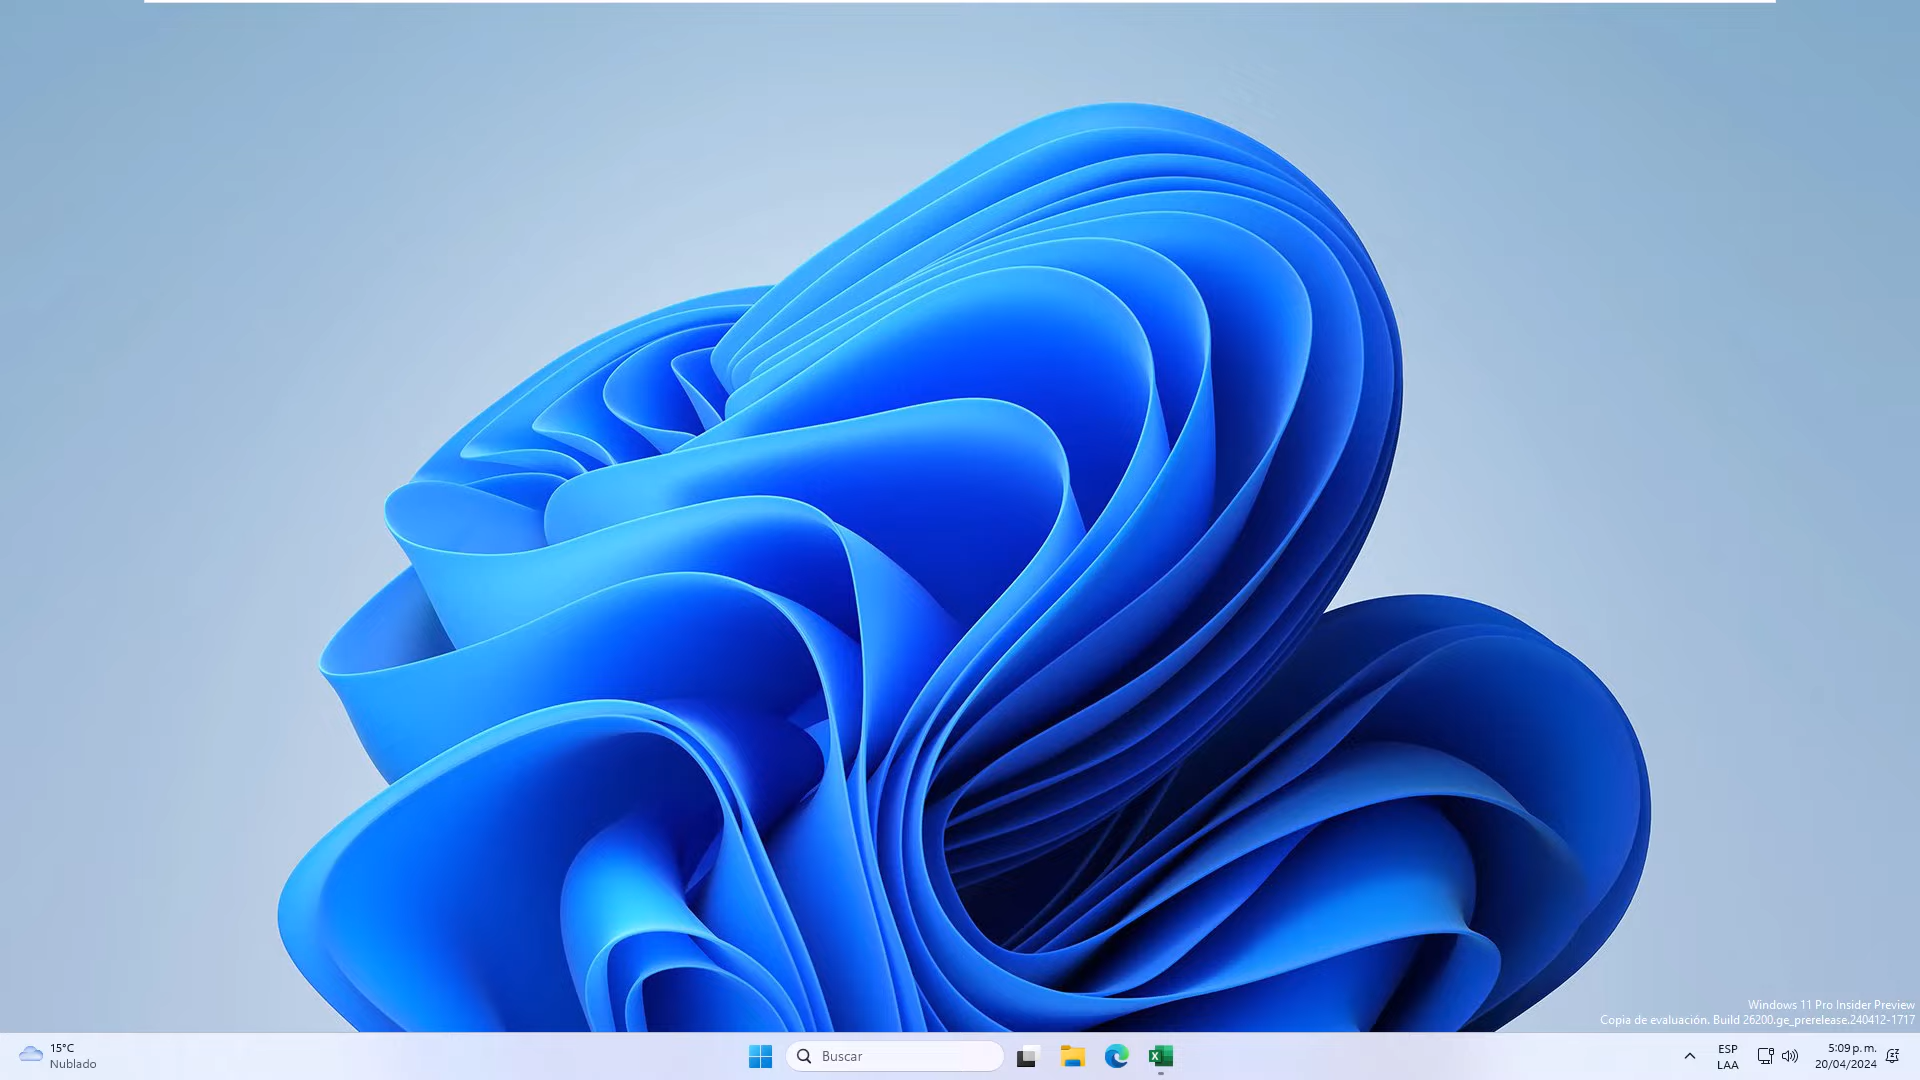 Windows 11 Pro Insider Preview
Copia de evaluación. Build 26200.ge_prerelease.240412-1717
15°C
Nublado
Buscar
ESP
LAA
5:09 p. m.
20/04/2024